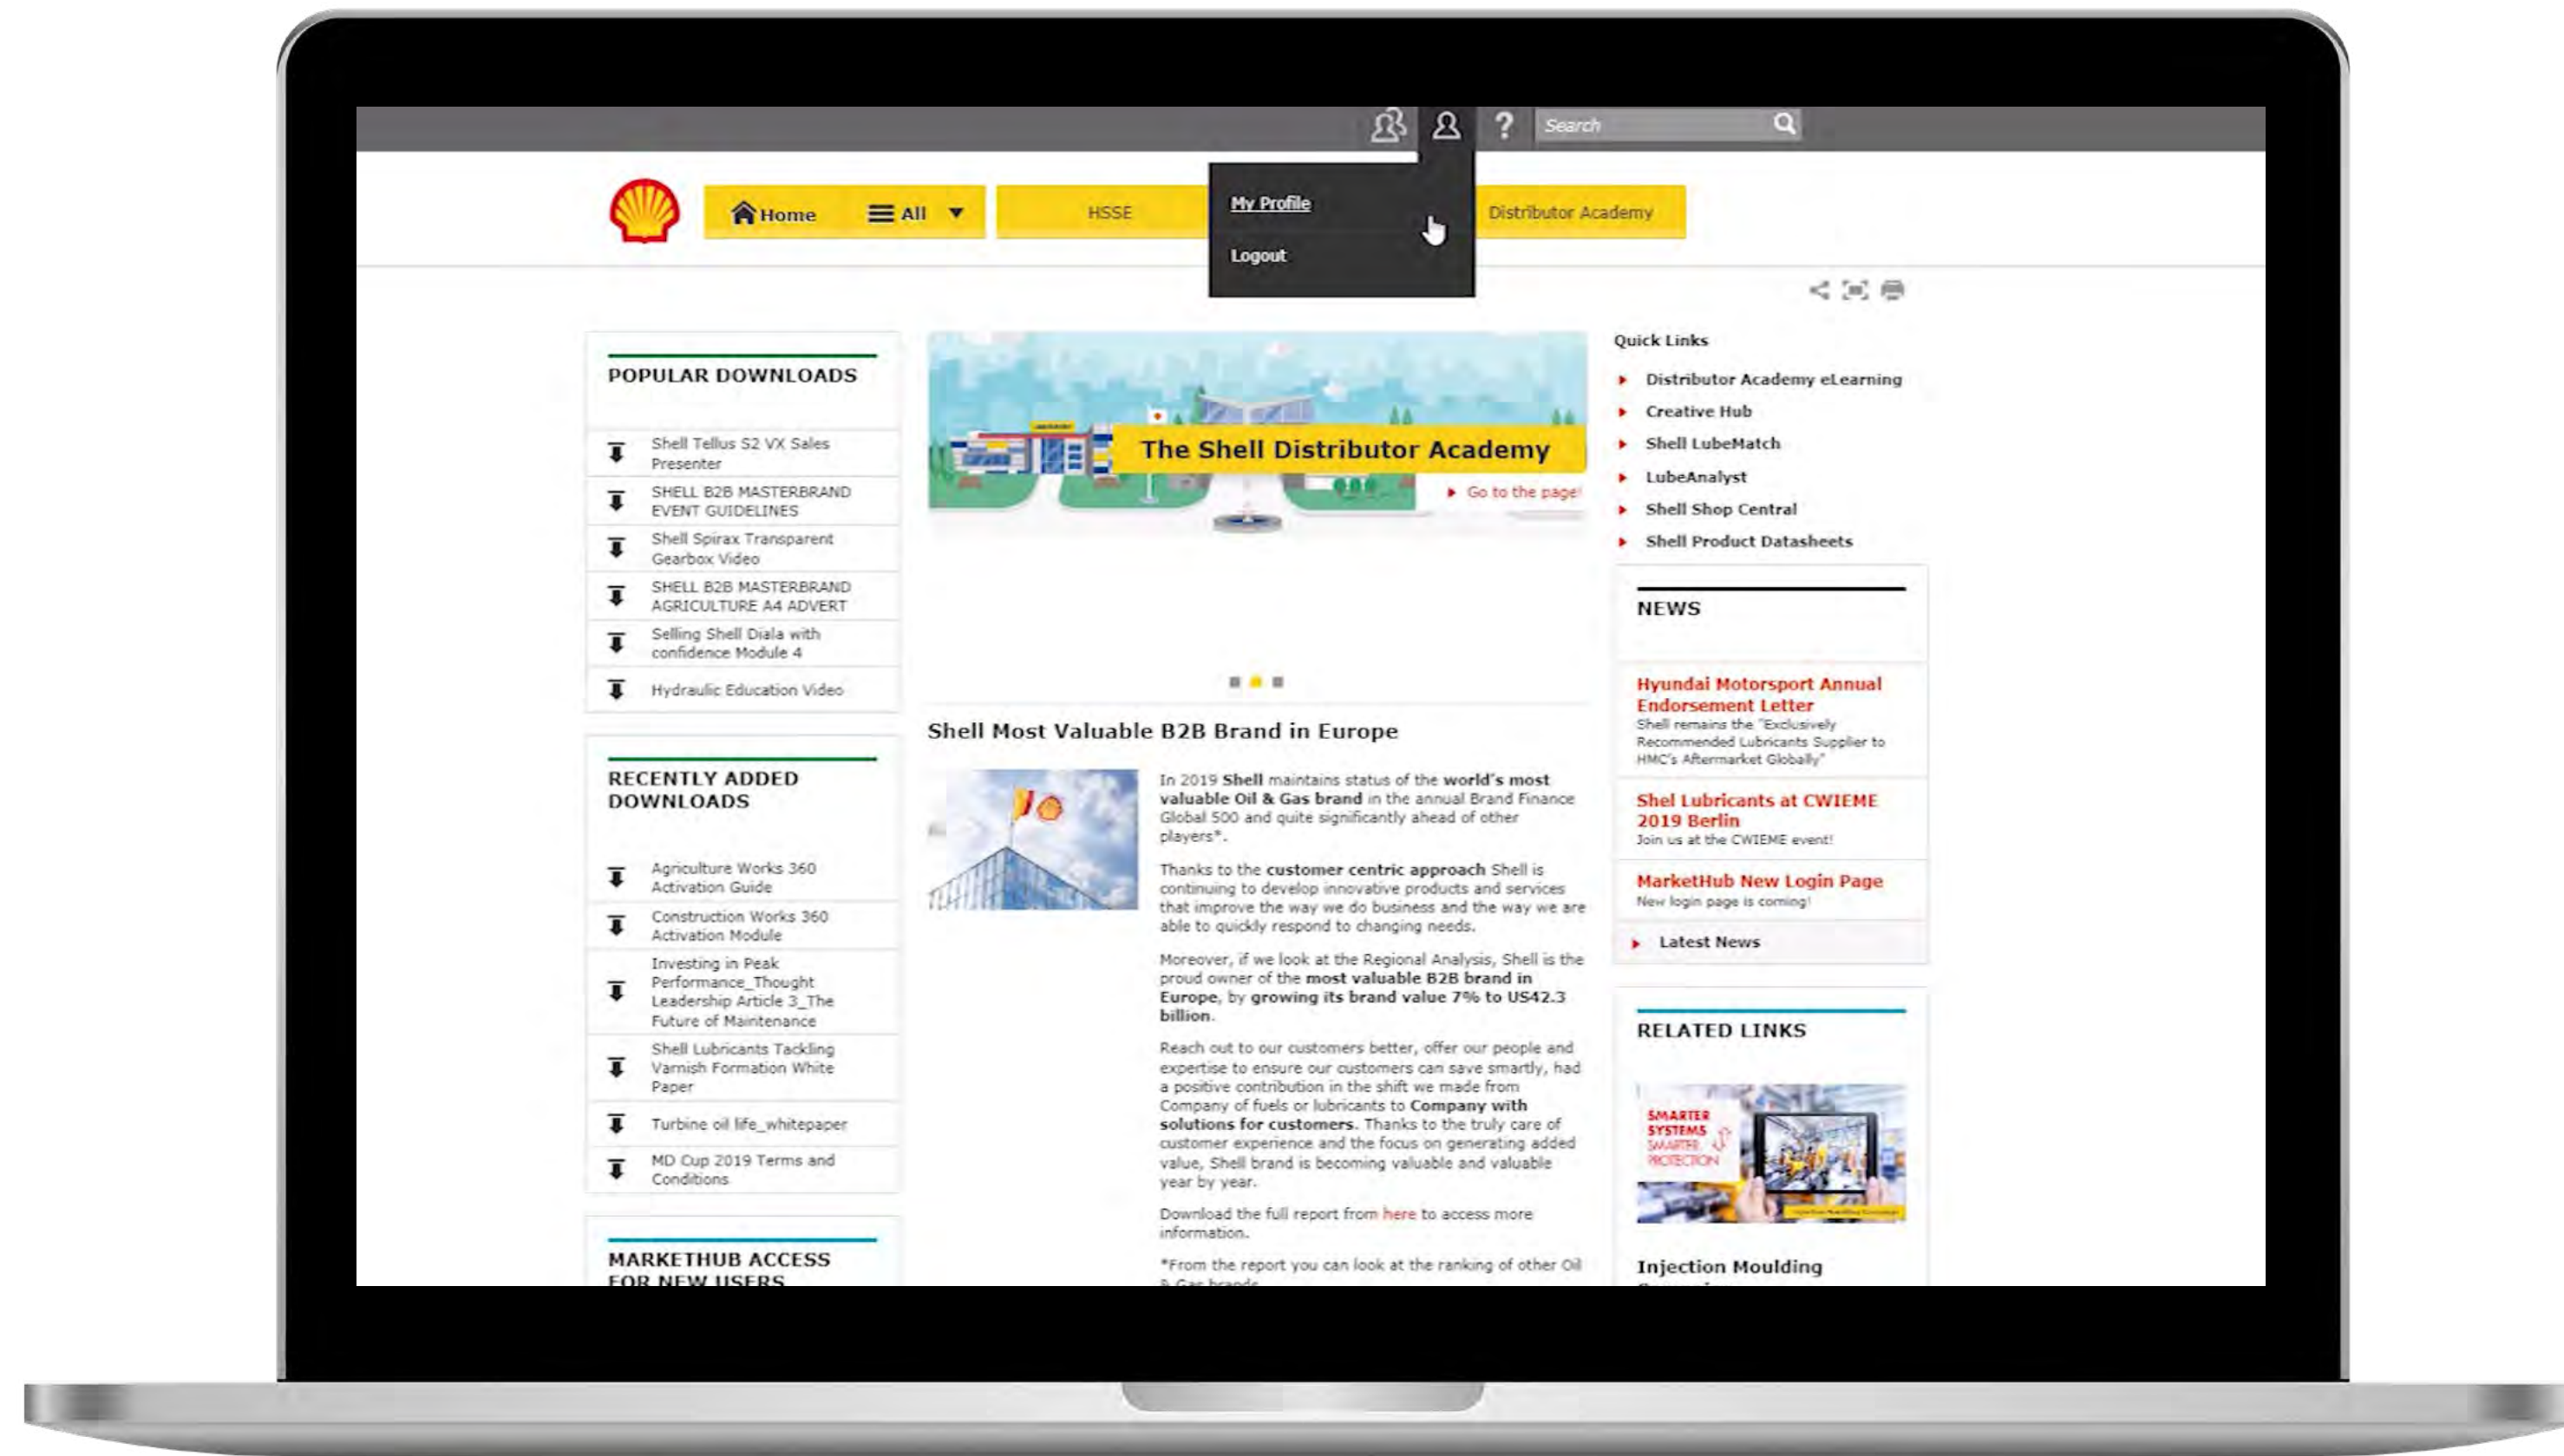 Search
Home
All
HSSE
My Profile
Logout
Distributor Academy
POPULAR DOWNLOADS
Shell Tellus S2 VX Sales
Presenter
SHELL B2B MASTERBRAND
EVENT GUIDELINES
Shell Spirax Transparent
Gearbox Video
SHELL B2B MASTERBRAND
AGRICULTURE A4 ADVERT
Selling Shell Diala with
confidence Module 4
Hydraulic Education Video
RECENTLY ADDED
DOWNLOADS
Agriculture Works 360
Activation Guide
Construction Works 360
Activation Module
Investing in Peak
Performance_Thought
Leadership Article 3_The
Future of Maintenance
Shell Lubricants Tackling
Varnish Formation White
Paper
Turbine oil life_whitepaper
MD Cup 2019 Terms and
Conditions
MARKETHUB ACCESS
FOR NEW USERS
The Shell Distributor Academy
Go to the page!
Shell Most Valuable B2B Brand in Europe
In 2019 Shell maintains status of the world's most
valuable Oil & Gas brand in the annual Brand Finance
Global 500 and quite significantly ahead of other
players*.
Thanks to the customer centric approach Shell is
continuing to develop innovative products and services
that improve the way we do business and the way we are
able to quickly respond to changing needs.
Moreover, if we look at the Regional Analysis, Shell is the
proud owner of the most valuable B2B brand in
Europe, by growing its brand value 7% to US42.3
billion.
Reach out to our customers better, offer our people and
expertise to ensure our customers can save smartly, had
a positive contribution in the shift we made from
Company of fuels or lubricants to Company with
solutions for customers. Thanks to the truly care of
customer experience and the focus on generating added
value, Shell brand is becoming valuable and valuable
year by year.
Download the full report from here to access more
information.
*From the report you can look at the ranking of other Oil
& Gas brands
Quick Links
Distributor Academy eLearning
Creative Hub
Shell LubeMatch
LubeAnalyst
Shell Shop Central
Shell Product Datasheets
NEWS
Hyundai Motorsport Annual
Endorsement Letter
Shell remains the "Exclusively
Recommended Lubricants Supplier to
HMC's Aftermarket Globally"
Shel Lubricants at CWIEME
2019 Berlin
Join us at the CWIEME event!
MarketHub New Login Page
New login page is coming!
Latest News
RELATED LINKS
SMARTER
SYSTEMS
SMARTER
PROTECTION
Injection Moulding